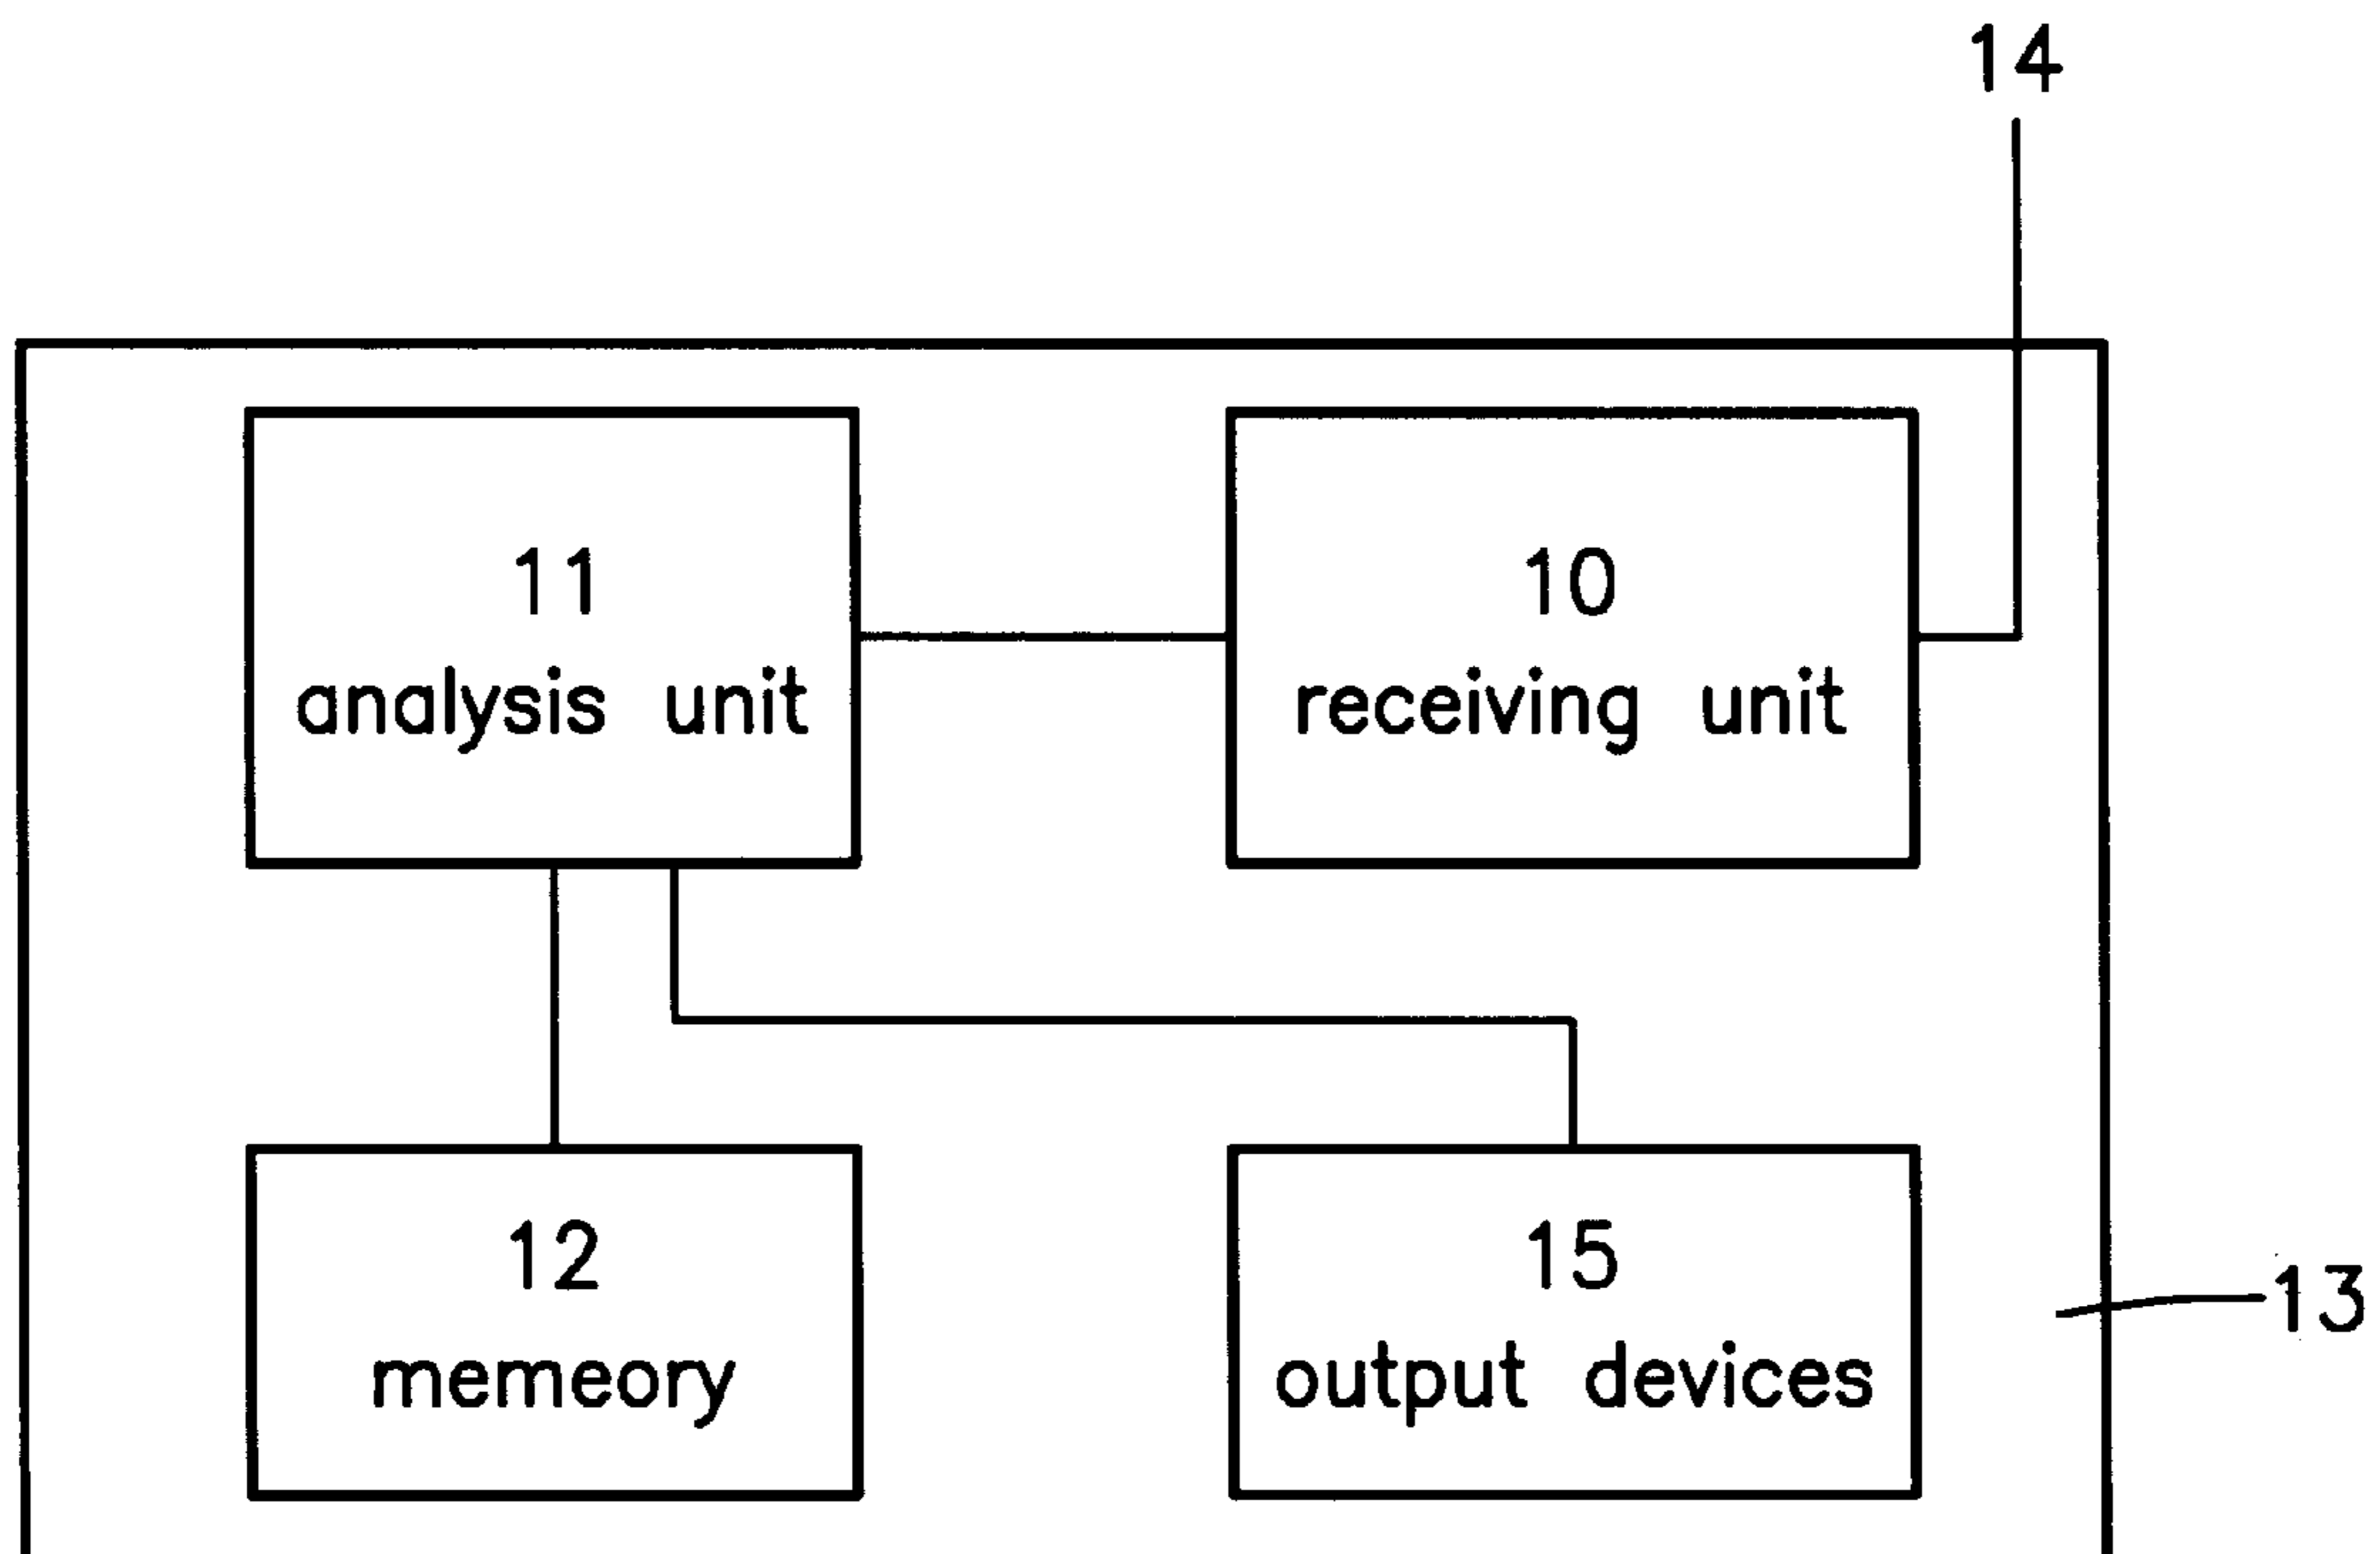 14
11
analysis unit
10
receiving unit
12
memeory
15
output devices
13